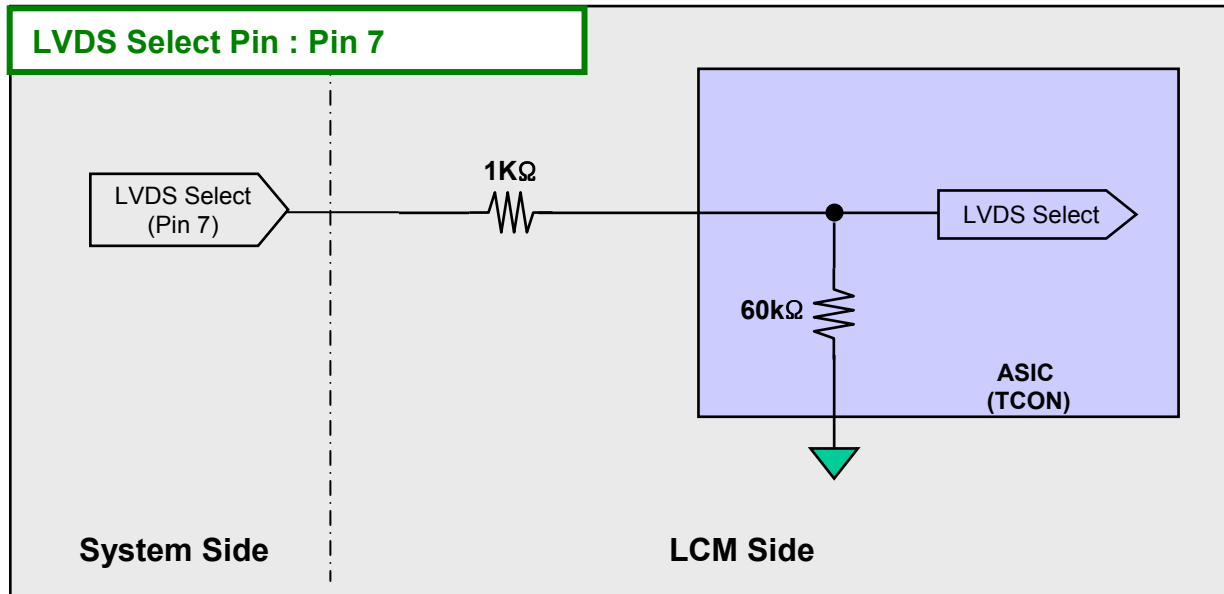 LVDS Select Pin : Pin 7
1KΩ
LVDS Select
(Pin 7)
LVDS Select
60kΩ
ASIC
(TCON)
System Side
LCM Side